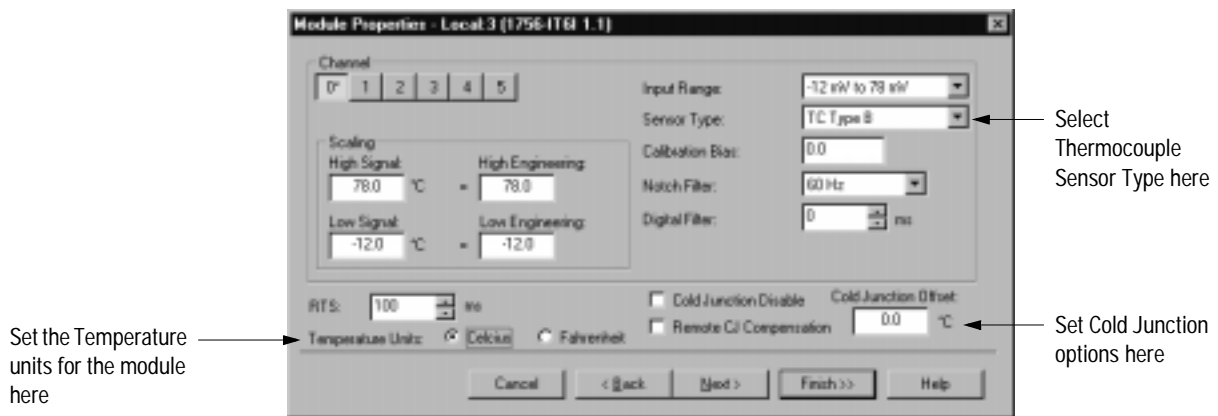 Module Properties - Local:3 (1756-IT6I 1.1)
Channel
0* 1 2 3 4 5
Input Range: -12 mV to 78 mV
Sensor Type: TC Type B
Select
Thermocouple
Sensor Type here
Scaling
High Signal: High Engineering:
78.0 °C = 78.0
Low Signal: Low Engineering:
-12.0 °C = -12.0
Calibration Bias: 0.0
Notch Filter: 60 Hz
Digital Filter: 0 ms
RTS: 100 ms
Cold Junction Disable
Remote CJ Compensation
Cold Junction Offset:
0.0 °C
Set Cold Junction
options here
Temperature Units: Celcius Fahrenheit
Set the Temperature
units for the module
here
Cancel < Back Next > Finish >> Help